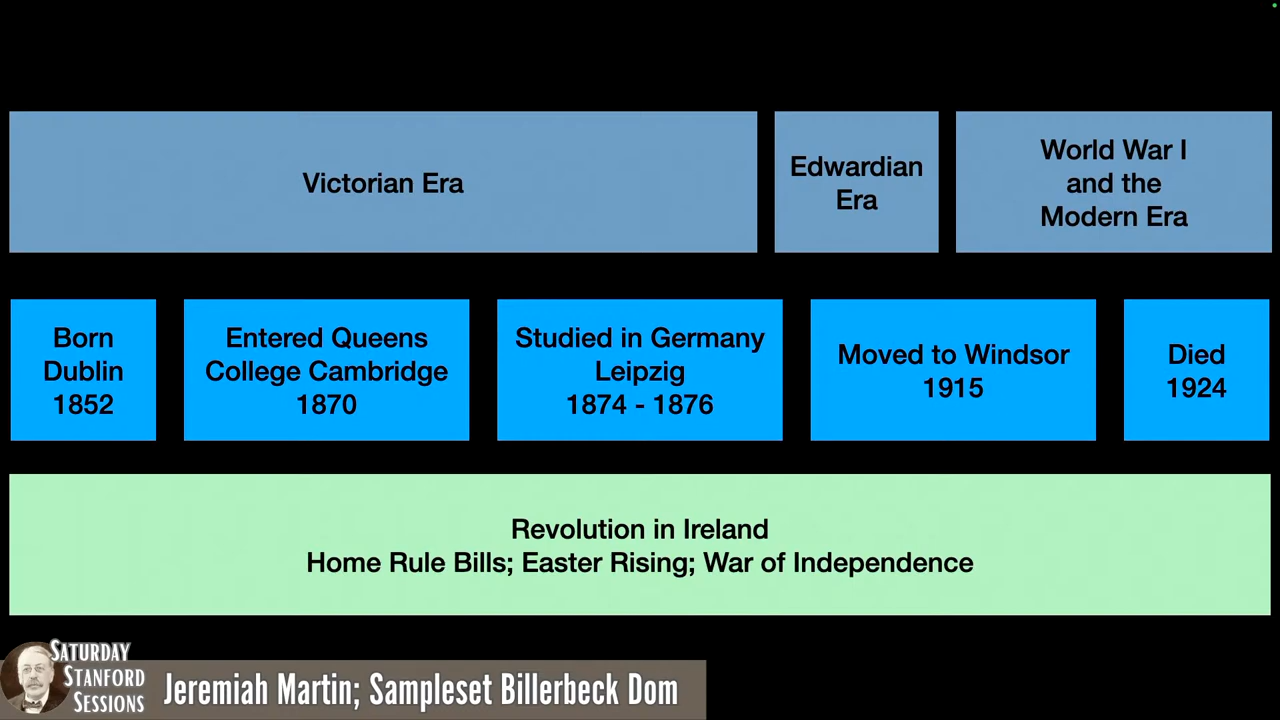 Victorian Era
Edwardian
Era
World War I
and the
Modern Era
Born
Dublin
1852
Entered Queens
College Cambridge
1870
Studied in Germany
Leipzig
1874 - 1876
Moved to Windsor
1915
Died
1924
Revolution in Ireland
Home Rule Bills; Easter Rising; War of Independence
SATURDAY
STANFORD
SESSIONS
Jeremiah Martin; Sampleset Billerbeck Dom